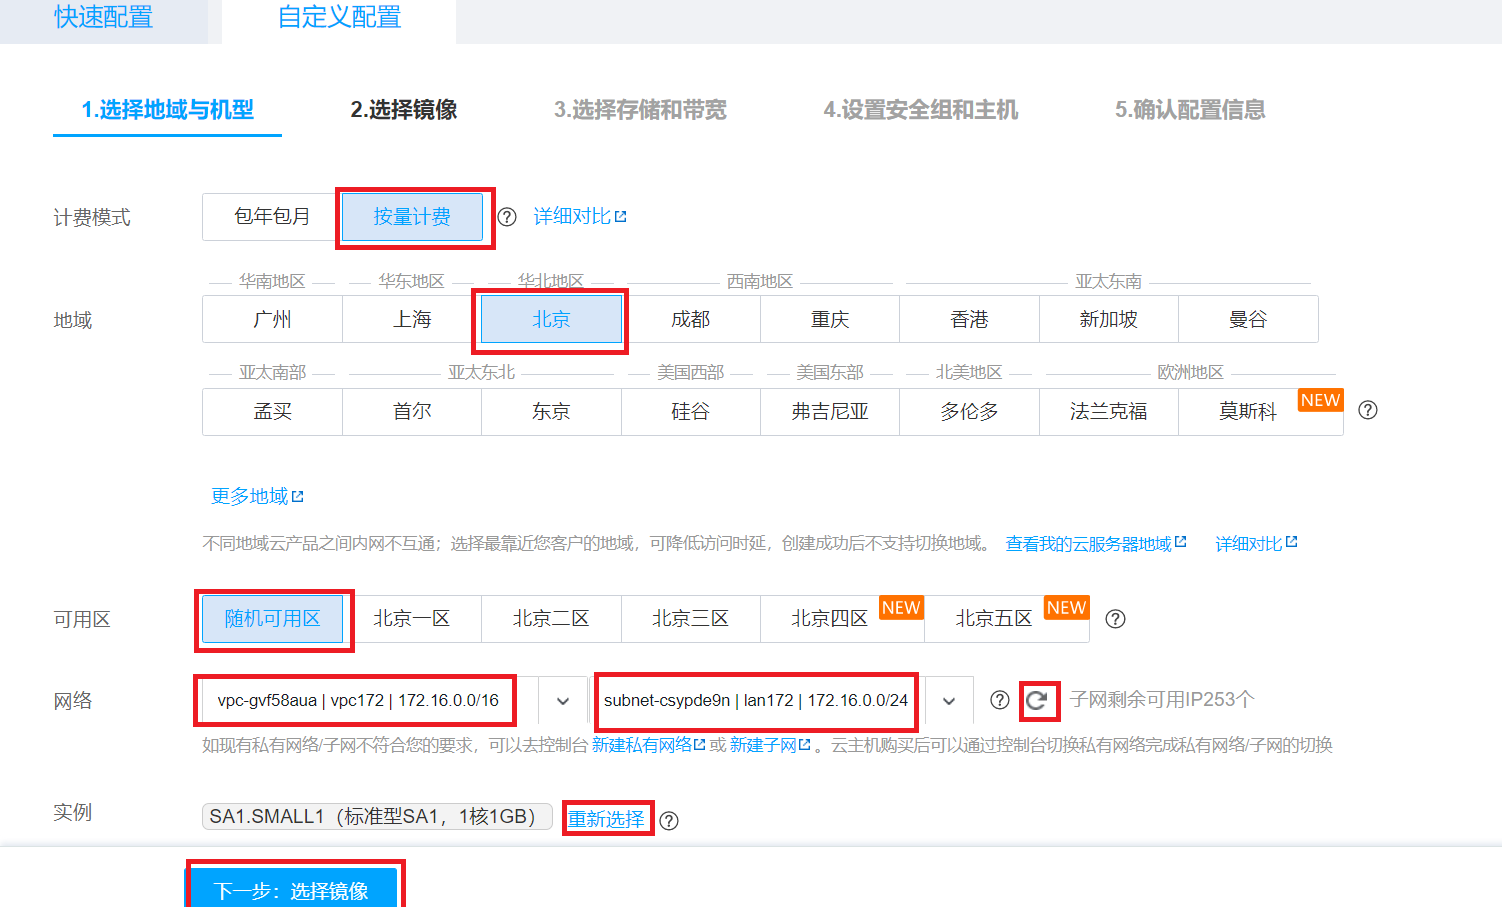 快速配置 自定义配置
1.选择地域与机型 2.选择镜像 3.选择存储和带宽 4.设置安全组和主机 5.确认配置信息
计费模式 包年包月 按量计费 ? 详细对比
华南地区 华东地区 华北地区 西南地区 亚太东南
地域 广州 上海 北京 成都 重庆 香港 新加坡 曼谷
亚太南部 亚太东北 美国西部 美国东部 北美地区 欧洲地区
孟买 首尔 东京 硅谷 弗吉尼亚 多伦多 法兰克福 莫斯科 NEW ?
更多地域
不同地域云产品之间内网不互通；选择最靠近您客户的地域，可降低访问时延，创建成功后不支持切换地域。 查看我的云服务器地域 详细对比
可用区 随机可用区 北京一区 北京二区 北京三区 北京四区 NEW 北京五区 NEW ?
网络 vpc-gvf58aua | vpc172 | 172.16.0.0/16 subnet-csypde9n | lan172 | 172.16.0.0/24 ? 子网剩余可用IP253个
如现有私有网络/子网不符合您的要求，可以去控制台 新建私有网络 或 新建子网 。云主机购买后可以通过控制台切换私有网络完成私有网络/子网的切换
实例 SA1.SMALL1（标准型SA1，1核1GB） 重新选择 ?
下一步：选择镜像